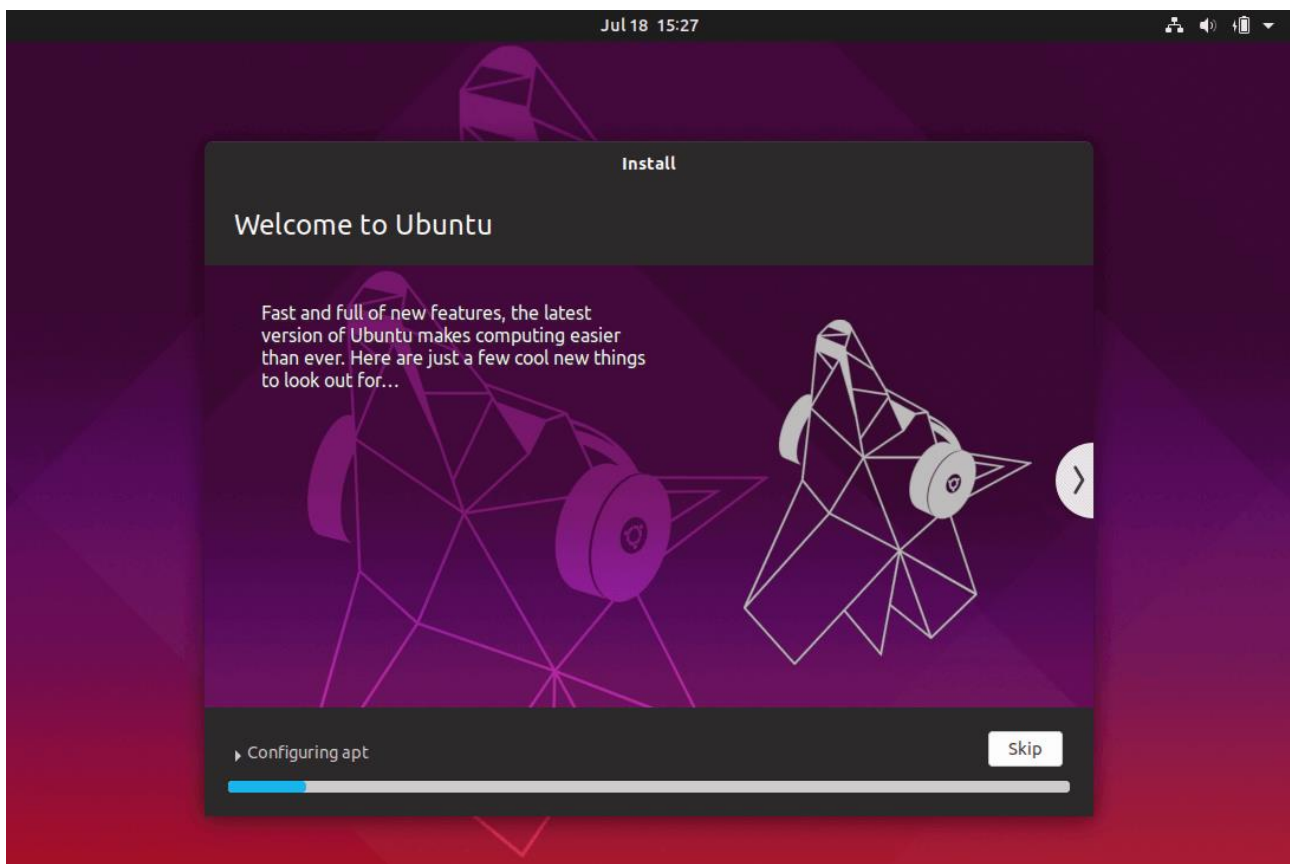 Jul 18 15:27
Install
Welcome to Ubuntu
Fast and full of new features, the latest
version of Ubuntu makes computing easier
than ever. Here are just a few cool new things
to look out for...
Configuring apt
Skip